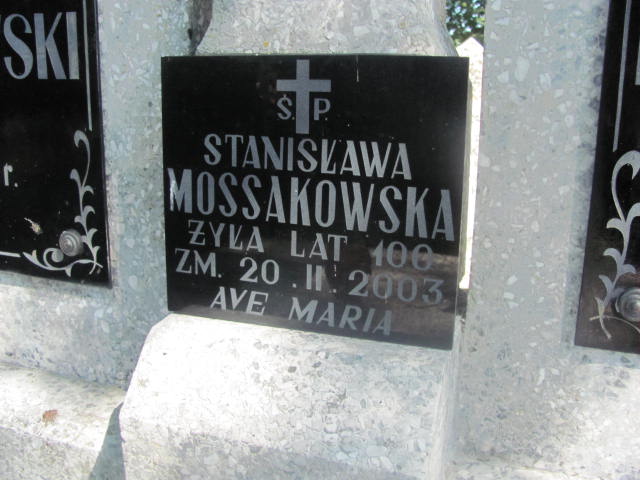 SKI
r.
Ś.P.
STANISŁAWA
MOSSAKOWSKA
ŻYŁA LAT 100
ZM. 20.II.2003
AVE MARIA